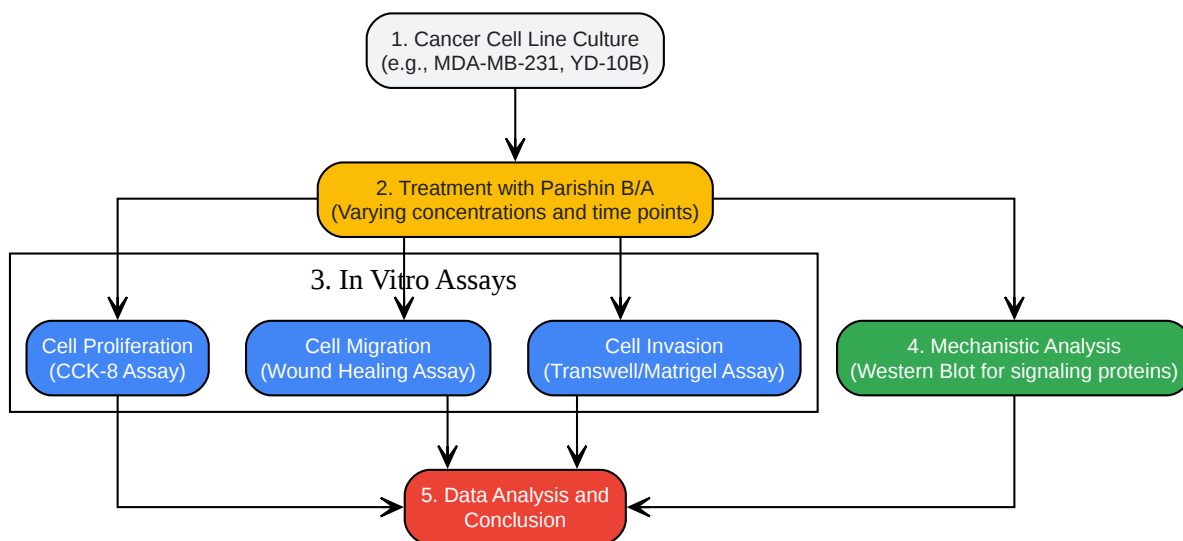 1. Cancer Cell Line Culture
(e.g., MDA-MB-231, YD-10B)
2. Treatment with Parishin B/A
(Varying concentrations and time points)
3. In Vitro Assays
Cell Proliferation
(CCK-8 Assay)
Cell Migration
(Wound Healing Assay)
Cell Invasion
(Transwell/Matrigel Assay)
4. Mechanistic Analysis
(Western Blot for signaling proteins)
5. Data Analysis and
Conclusion